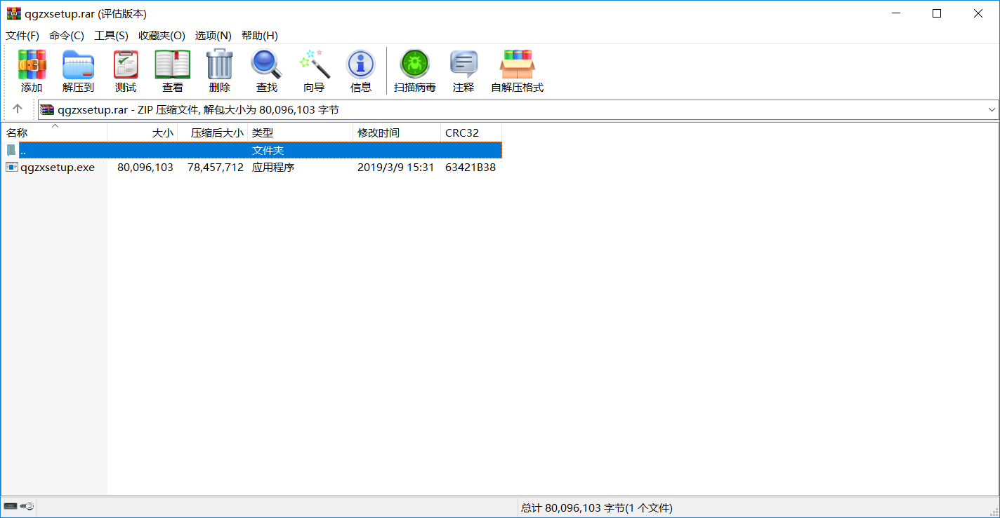 qgzxsetup.rar (评估版本)
文件(F) 命令(C) 工具(S) 收藏夹(O) 选项(N) 帮助(H)
添加 解压到 测试 查看 删除 查找 向导 信息 扫描病毒 注释 自解压格式
qgzxsetup.rar - ZIP 压缩文件, 解包大小为 80,096,103 字节
名称 大小 压缩后大小 类型 修改时间 CRC32
.. 文件夹
qgzxsetup.exe 80,096,103 78,457,712 应用程序 2019/3/9 15:31 63421B38
总计 80,096,103 字节(1 个文件)